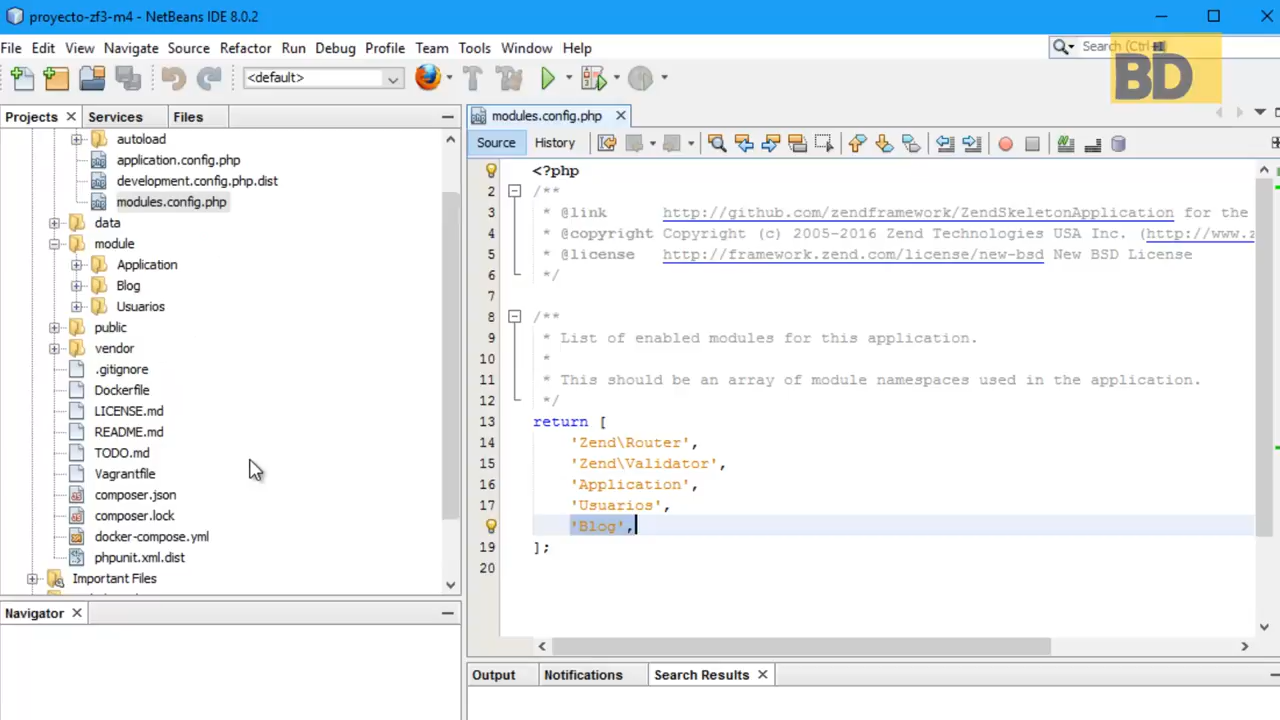 proyecto-zf3-m4 - NetBeans IDE 8.0.2
File Edit View Navigate Source Refactor Run Debug Profile Team Tools Window Help
Search (Ctrl+I)
BD
<default>
Projects Services Files
autoload
application.config.php
development.config.php.dist
modules.config.php
data
module
Application
Blog
Usuarios
public
vendor
.gitignore
Dockerfile
LICENSE.md
README.md
TODO.md
Vagrantfile
composer.json
composer.lock
docker-compose.yml
phpunit.xml.dist
Important Files
Navigator
modules.config.php
Source History
<?php
2 /**
3 * @link http://github.com/zendframework/ZendSkeletonApplication for the
4 * @copyright Copyright (c) 2005-2016 Zend Technologies USA Inc. (http://www.z
5 * @license http://framework.zend.com/license/new-bsd New BSD License
6 */
7
8 /**
9 * List of enabled modules for this application.
10 *
11 * This should be an array of module namespaces used in the application.
12 */
13 return [
14 'Zend\Router',
15 'Zend\Validator',
16 'Application',
17 'Usuarios',
'Blog',
19 ];
20
Output Notifications Search Results